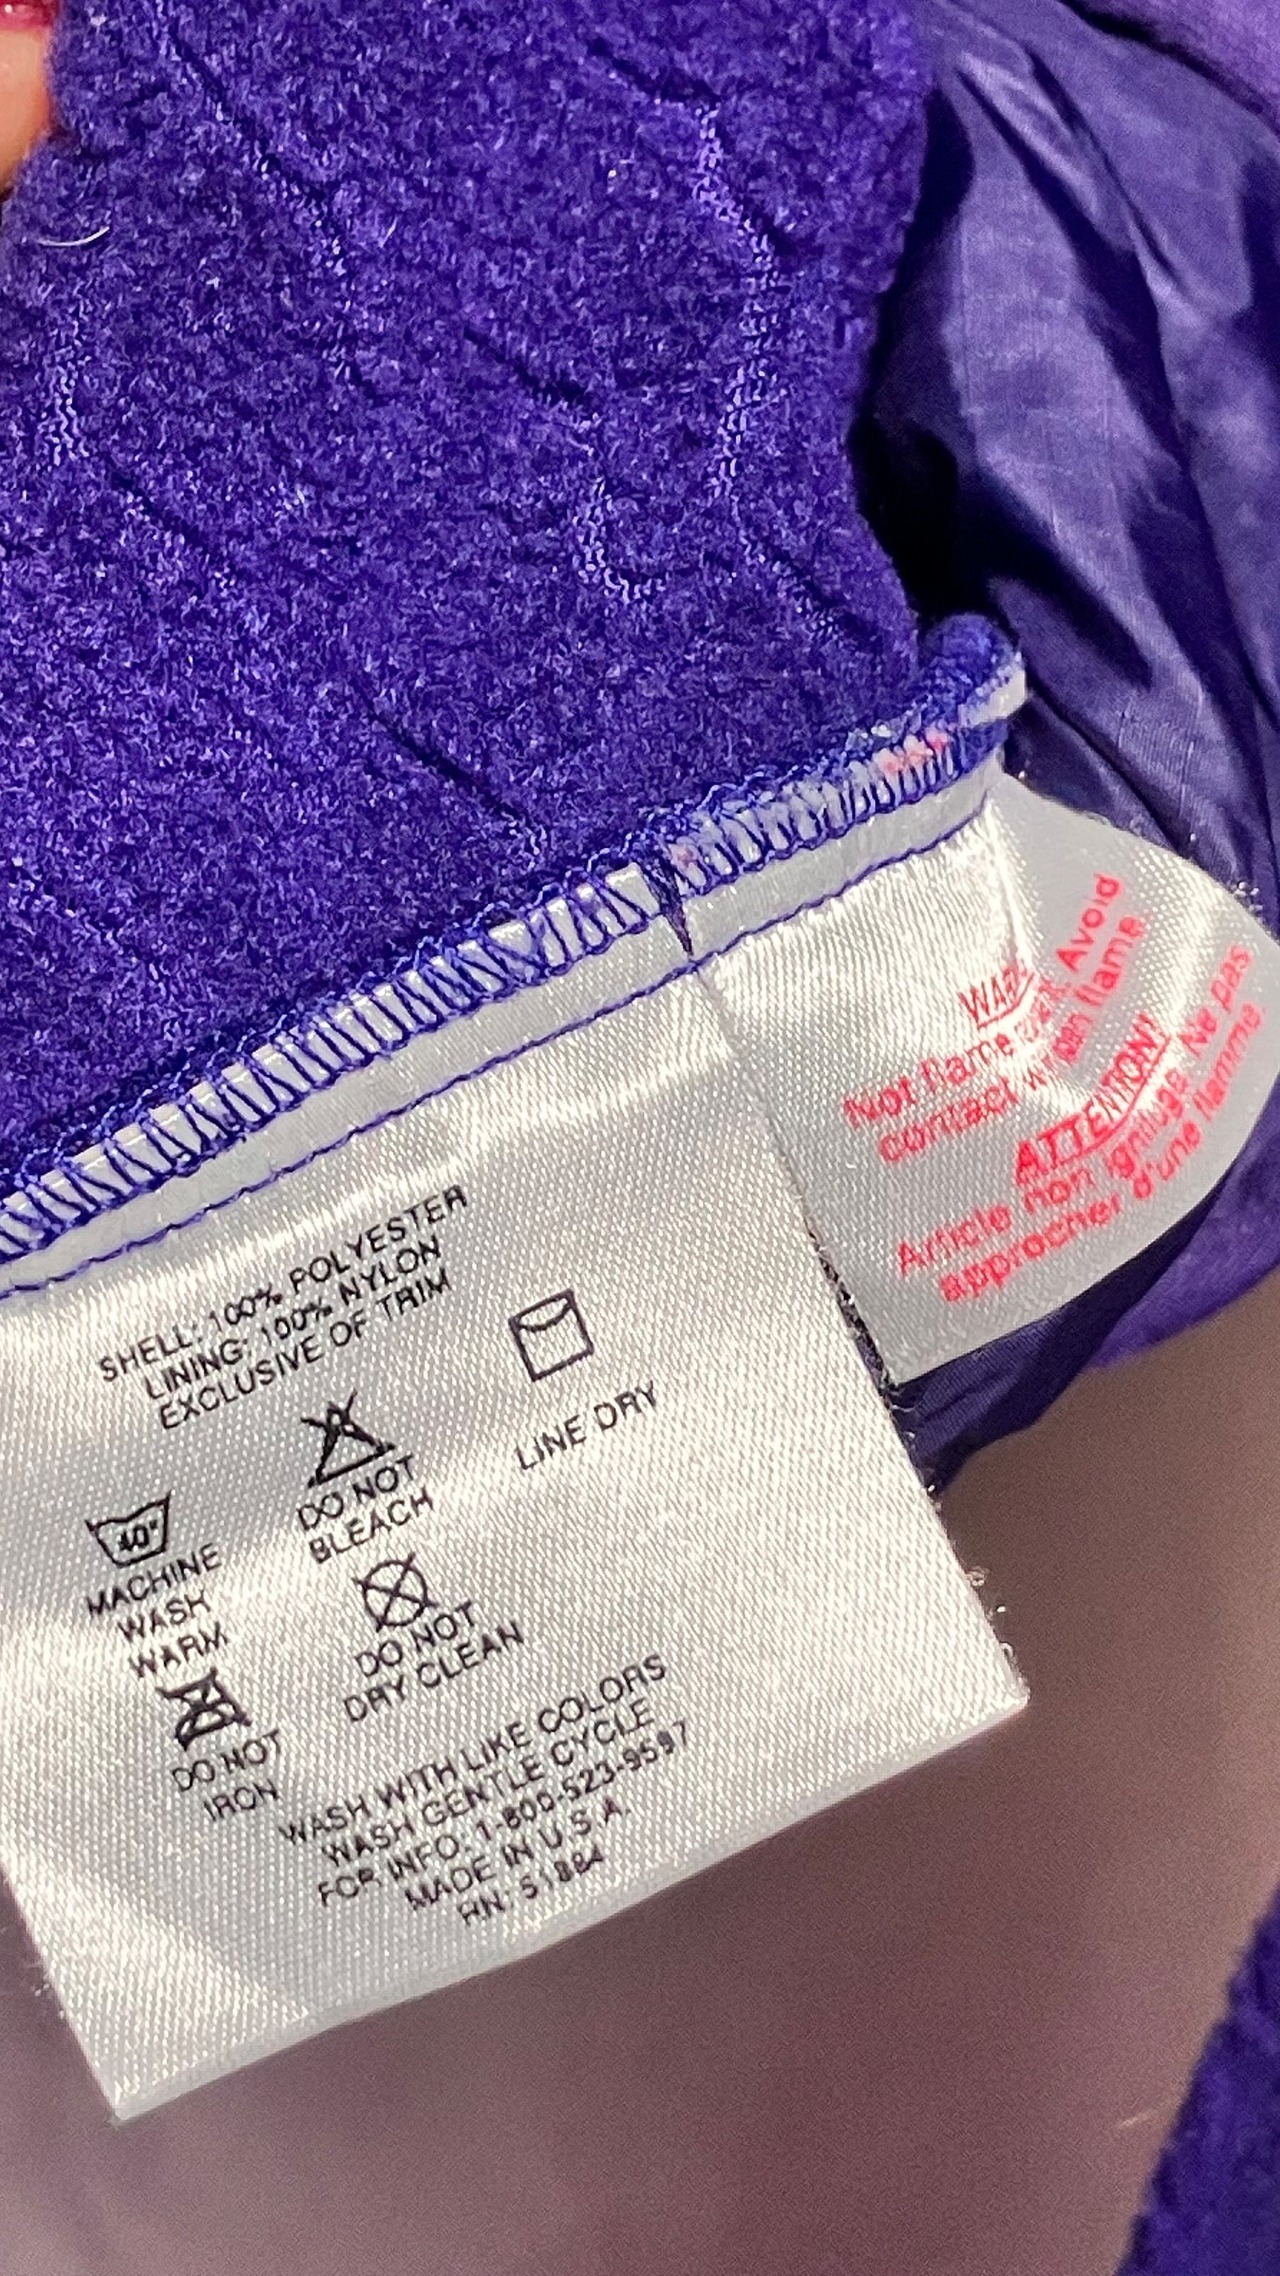 SHELL: 100% POLYESTER
LINING: 100% NYLON
EXCLUSIVE OF TRIM
40°
MACHINE
WASH
WARM
DO NOT
BLEACH
LINE DRY
DO NOT
IRON
DO NOT
DRY CLEAN
WASH WITH LIKE COLORS
WASH GENTLE CYCLE
FOR INFO: 1-800-523-9597
MADE IN U.S.A.
RN: 51884
Not flame Avoid
contact flame
ATTENTION!
Article non ignifuge. Ne pas
approcher d'une flamme.